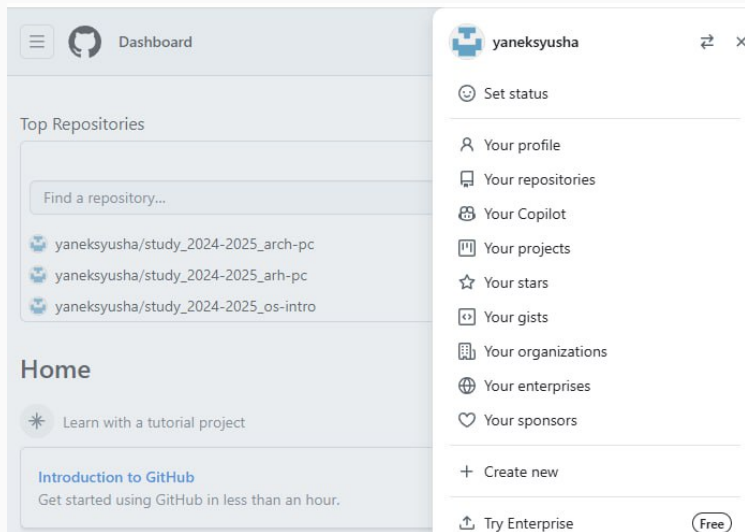 Dashboard
Top Repositories
Find a repository...
yaneksyusha/study_2024-2025_arch-pc
yaneksyusha/study_2024-2025_arh-pc
yaneksyusha/study_2024-2025_os-intro
Home
Learn with a tutorial project
Introduction to GitHub
Get started using GitHub in less than an hour.
yaneksyusha
Set status
Your profile
Your repositories
Your Copilot
Your projects
Your stars
Your gists
Your organizations
Your enterprises
Your sponsors
Create new
Try Enterprise Free